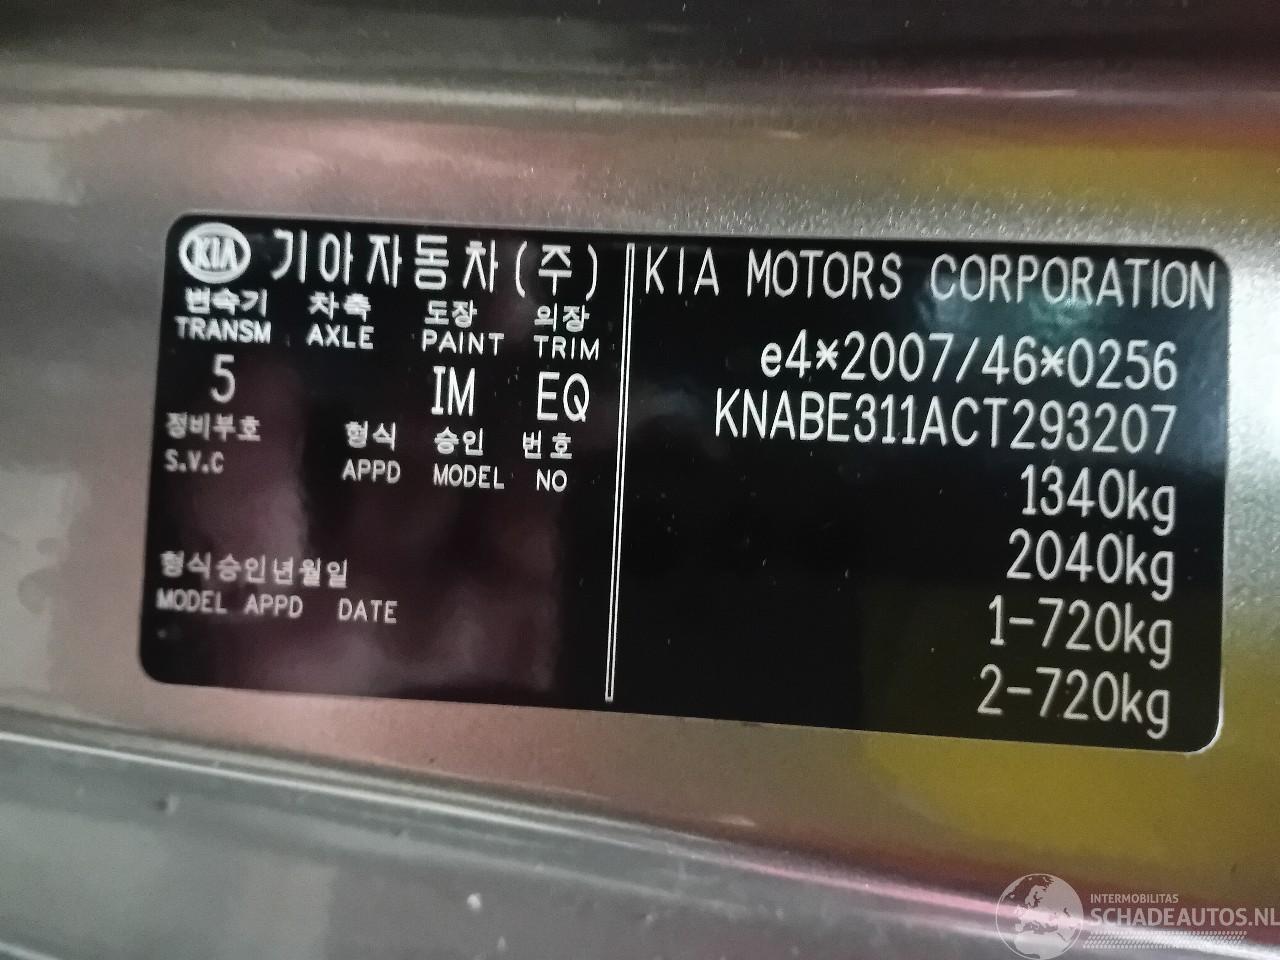 KIA 기아자동차(주)
변속기 차축 도장 의장
TRANSM AXLE PAINT TRIM
5 IM EQ
정비부호 형식 승인 번호
S.V.C APPD MODEL NO
형식승인년월일
MODEL APPD DATE
KIA MOTORS CORPORATION
e4*2007/46*0256
KNABE311ACT293207
1340kg
2040kg
1-720kg
2-720kg
INTERMOBILITAS
SCHADEAUTOS.NL